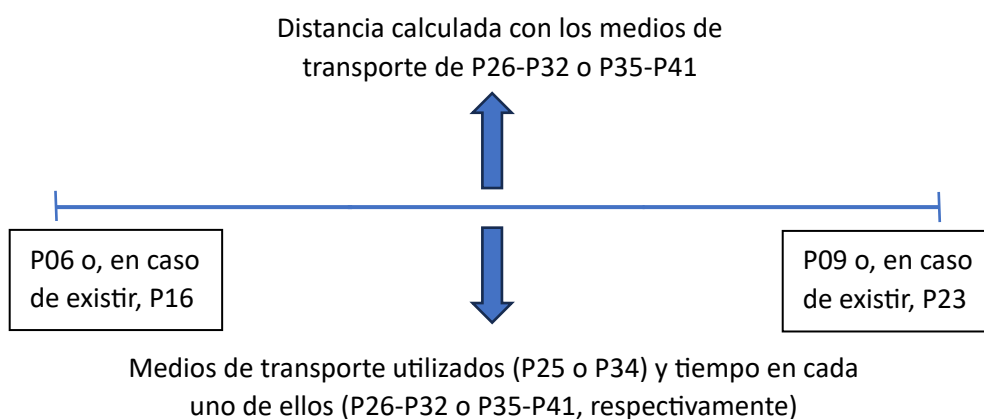 Distancia calculada con los medios de
transporte de P26-P32 o P35-P41
P06 o, en caso
de existir, P16
P09 o, en caso
de existir, P23
Medios de transporte utilizados (P25 o P34) y tiempo en cada
uno de ellos (P26-P32 o P35-P41, respectivamente)